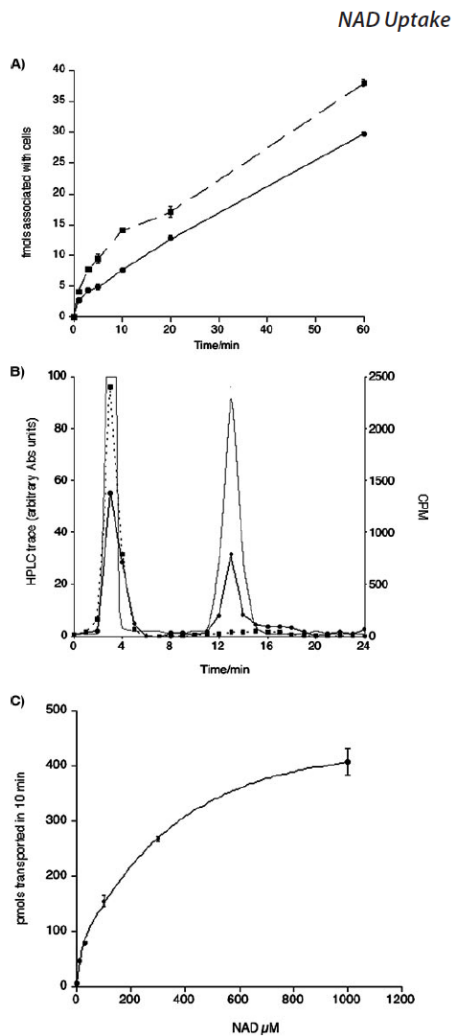 NAD Uptake
A)
40
35
30
25
20
15
10
5
0
fmols associated with cells
0 10 20 30 40 50 60
Time/min
B)
100
80
60
40
20
0
HPLC trace (arbitrary Abs units)
2500
2000
1500
1000
500
0
CPM
0 4 8 12 16 20 24
Time/min
C)
500
400
300
200
100
0
pmols transported in 10 min
0 200 400 600 800 1000 1200
NAD µM